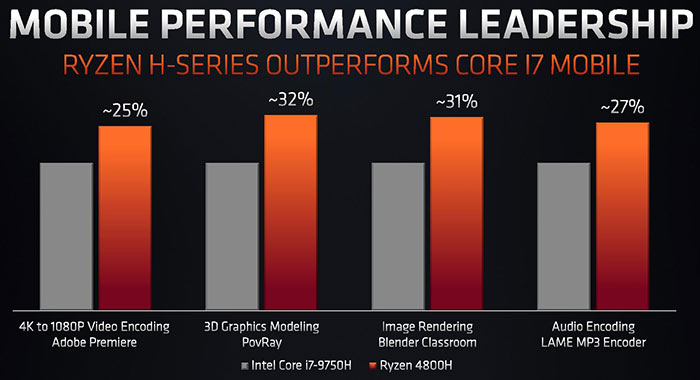 MOBILE PERFORMANCE LEADERSHIP
RYZEN H-SERIES OUTPERFORMS CORE I7 MOBILE
~25%
~32%
~31%
~27%
4K to 1080P Video Encoding
Adobe Premiere
3D Graphics Modeling
PovRay
Image Rendering
Blender Classroom
Audio Encoding
LAME MP3 Encoder
Intel Core i7-9750H
Ryzen 4800H